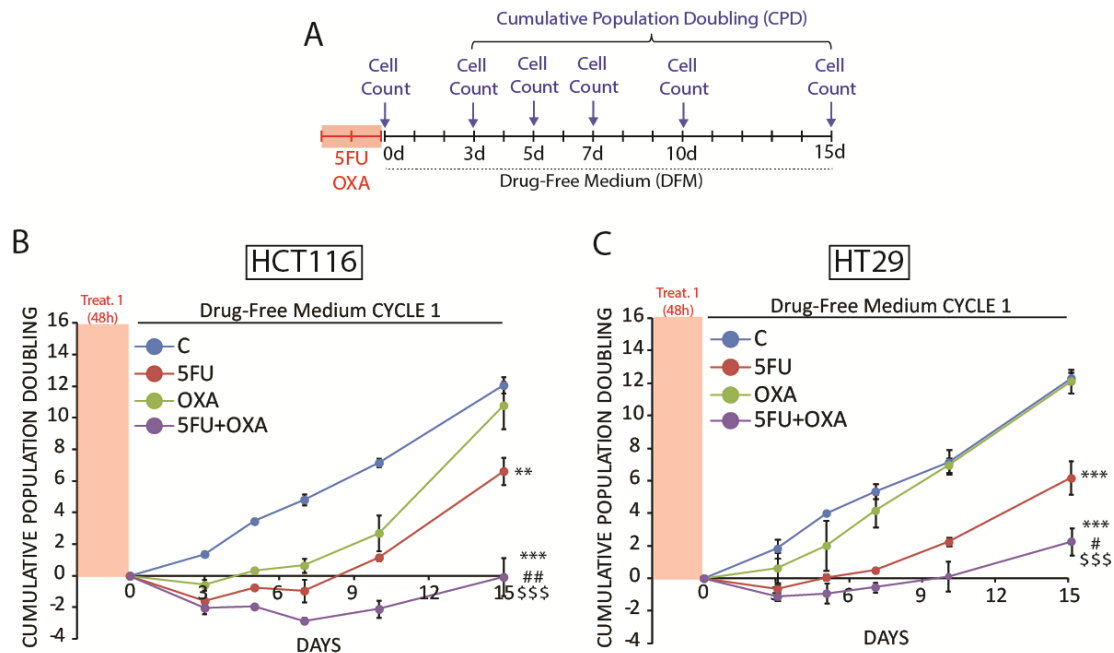 A
Cumulative Population Doubling (CPD)
Cell Count
Cell Count
Cell Count
Cell Count
Cell Count
Cell Count
5FU
OXA
0d
3d
5d
7d
10d
15d
Drug-Free Medium (DFM)
B
HCT116
Treat. 1
(48h)
Drug-Free Medium CYCLE 1
CUMULATIVE POPULATION DOUBLING
16
14
12
10
8
6
4
2
0
-2
-4
C
5FU
OXA
5FU+OXA
**
***
##
$$$
0
3
6
9
12
15
DAYS
C
HT29
Treat. 1
(48h)
Drug-Free Medium CYCLE 1
CUMULATIVE POPULATION DOUBLING
16
14
12
10
8
6
4
2
0
-2
-4
C
5FU
OXA
5FU+OXA
***
***
#
$$$
0
3
6
9
12
15
DAYS